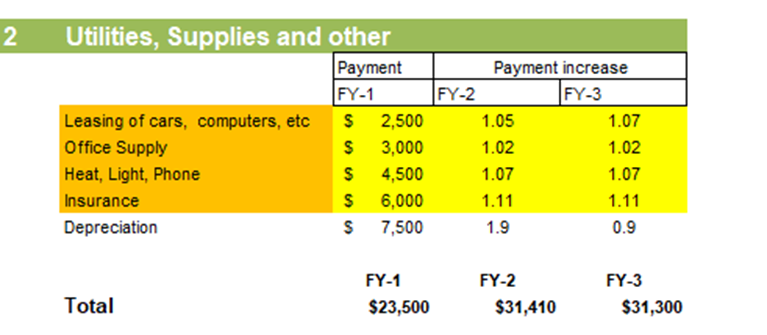 2 Utilities, Supplies and other
Payment Payment increase
FY-1 FY-2 FY-3
Leasing of cars, computers, etc $ 2,500 1.05 1.07
Office Supply $ 3,000 1.02 1.02
Heat, Light, Phone $ 4,500 1.07 1.07
Insurance $ 6,000 1.11 1.11
Depreciation $ 7,500 1.9 0.9
FY-1 FY-2 FY-3
Total $23,500 $31,410 $31,300